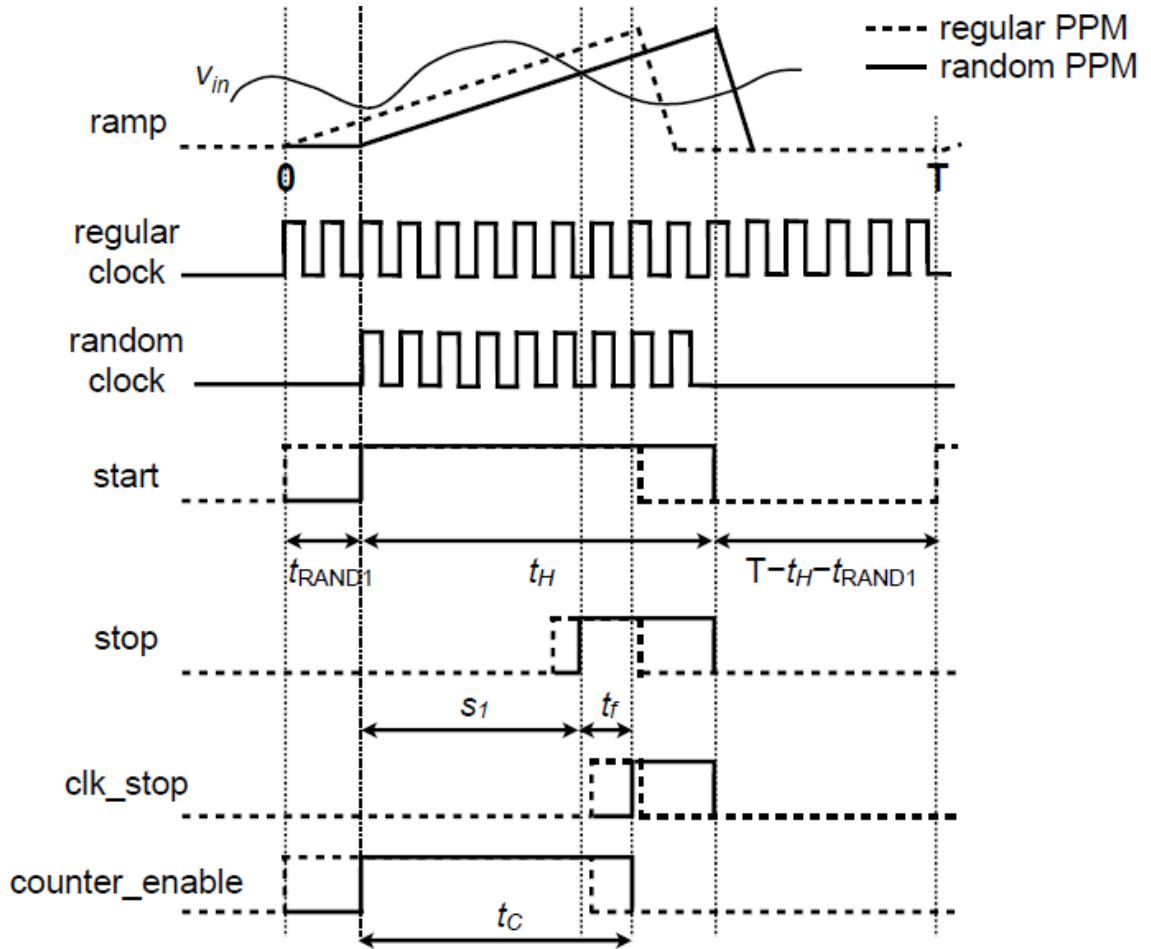 regular PPM
random PPM
v_in
ramp
0
T
regular
clock
random
clock
start
t_RAND1
t_H
T−t_H−t_RAND1
stop
s_1
t_f
clk_stop
counter_enable
t_C